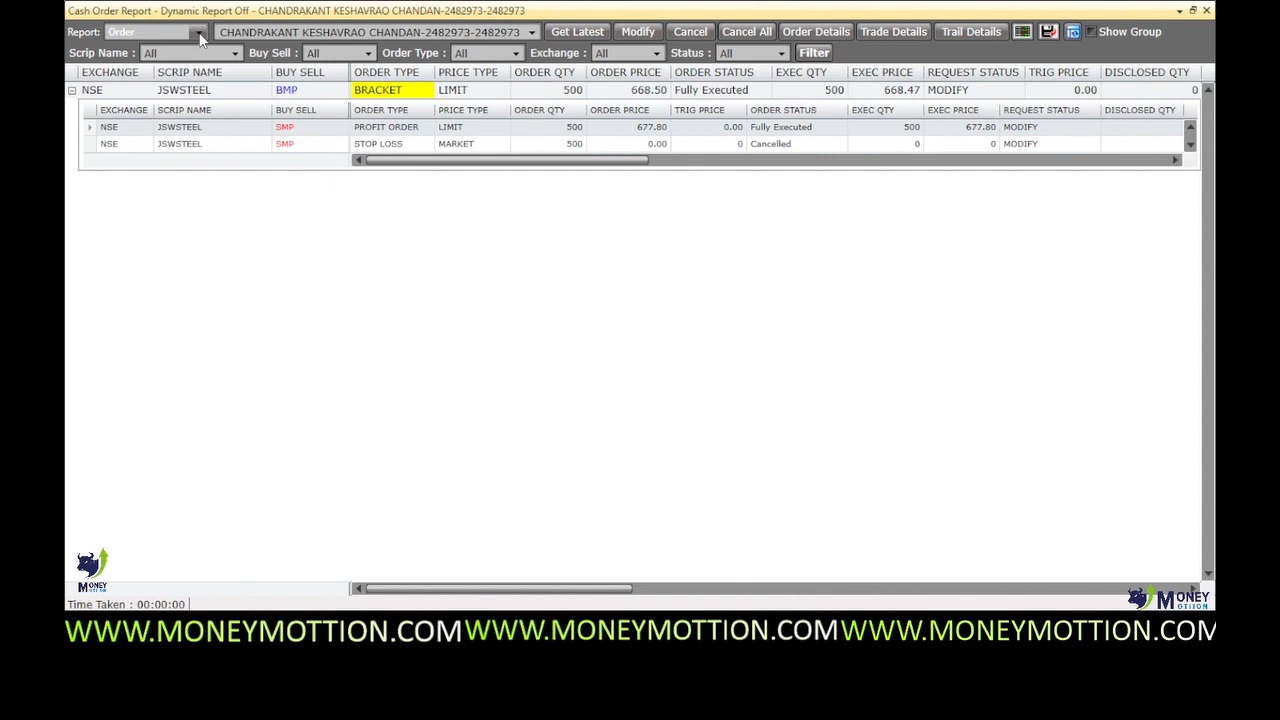 Cash Order Report - Dynamic Report Off - CHANDRAKANT KESHAVRAO CHANDAN-2482973-2482973
Report: Order CHANDRAKANT KESHAVRAO CHANDAN-2482973-2482973 Get Latest Modify Cancel Cancel All Order Details Trade Details Trail Details Show Group
Scrip Name : All Buy Sell : All Order Type : All Exchange : All Status : All Filter
EXCHANGE SCRIP NAME BUY SELL ORDER TYPE PRICE TYPE ORDER QTY ORDER PRICE ORDER STATUS EXEC QTY EXEC PRICE REQUEST STATUS TRIG PRICE DISCLOSED QTY
NSE JSWSTEEL BMP BRACKET LIMIT 500 668.50 Fully Executed 500 668.47 MODIFY 0.00 0
EXCHANGE SCRIP NAME BUY SELL ORDER TYPE PRICE TYPE ORDER QTY ORDER PRICE TRIG PRICE ORDER STATUS EXEC QTY EXEC PRICE REQUEST STATUS DISCLOSED QTY
NSE JSWSTEEL SMP PROFIT ORDER LIMIT 500 677.80 0.00 Fully Executed 500 677.80 MODIFY
NSE JSWSTEEL SMP STOP LOSS MARKET 500 0.00 0 Cancelled 0 0 MODIFY
MONEY
MONEY
MOTTION
Time Taken : 00:00:00
WWW.MONEYMOTTION.COM WWW.MONEYMOTTION.COM WWW.MONEYMOTTION.COM